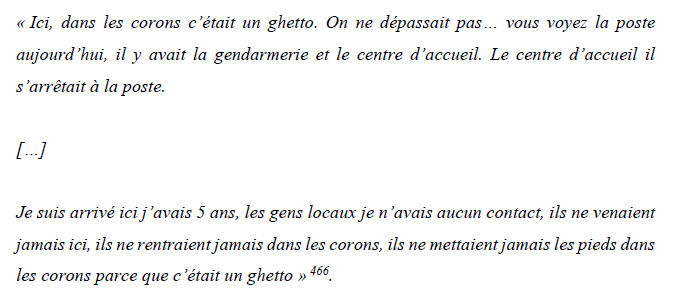 « Ici, dans les corons c’était un ghetto. On ne dépassait pas… vous voyez la poste
aujourd’hui, il y avait la gendarmerie et le centre d’accueil. Le centre d’accueil il
s’arrêtait à la poste.
[…]
Je suis arrivé ici j’avais 5 ans, les gens locaux je n’avais aucun contact, ils ne venaient
jamais ici, ils ne rentraient jamais dans les corons, ils ne mettaient jamais les pieds dans
les corons parce que c’était un ghetto » 466.